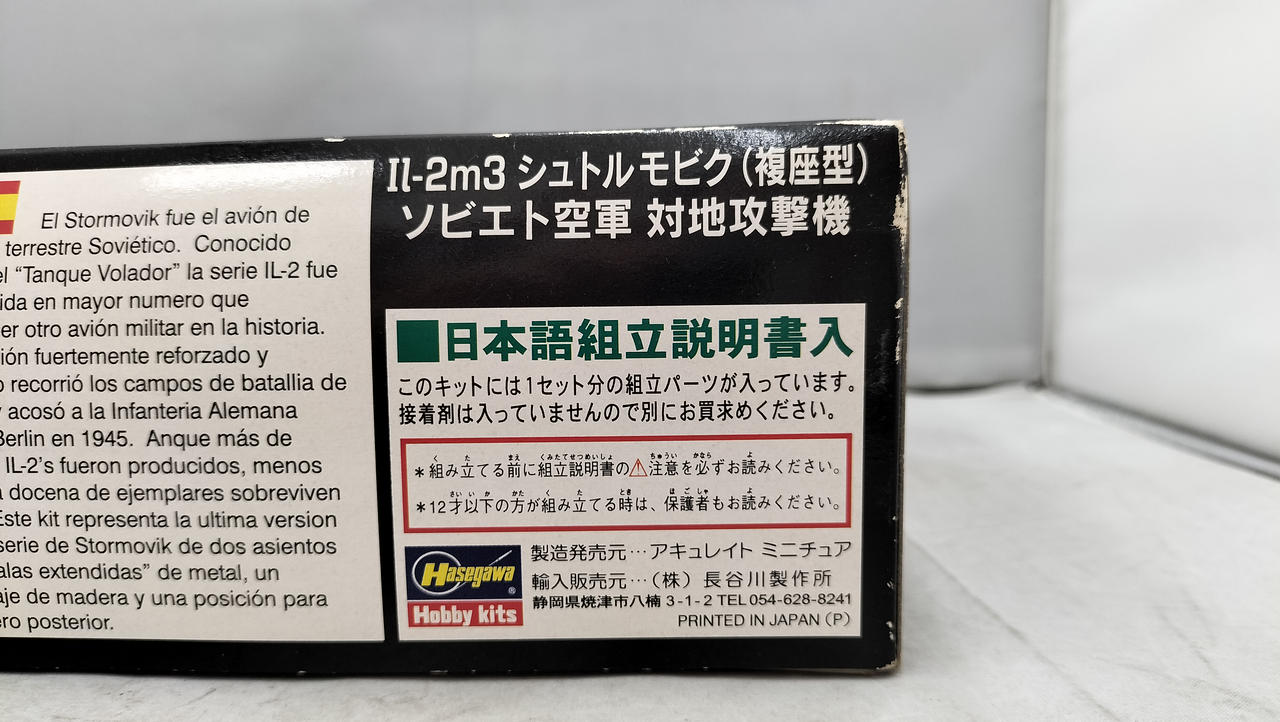 El Stormovik fue el avión de
terrestre Soviético. Conocido
el “Tanque Volador” la serie IL-2 fue
ida en mayor numero que
er otro avión militar en la historia.
ión fuertemente reforzado y
o recorrió los campos de batallia de
y acosó a la Infanteria Alemana
Berlin en 1945. Anque más de
IL-2’s fueron producidos, menos
a docena de ejemplares sobreviven
Este kit representa la ultima version
serie de Stormovik de dos asientos
alas extendidas” de metal, un
aje de madera y una posición para
ero posterior.
Il-2m3 シュトルモビク(複座型)
ソビエト空軍 対地攻撃機
■日本語組立説明書入
このキットには1セット分の組立パーツが入っています。
接着剤は入っていませんので別にお買求めください。
*組み立てる前に組立説明書の⚠注意を必ずお読みください。
*12才以下の方が組み立てる時は、保護者もお読みください。
Hasegawa®
Hobby kits
製造発売元…アキュレイト ミニチュア
輸入販売元…(株)長谷川製作所
静岡県焼津市八楠 3-1-2 TEL 054-628-8241
PRINTED IN JAPAN (P)